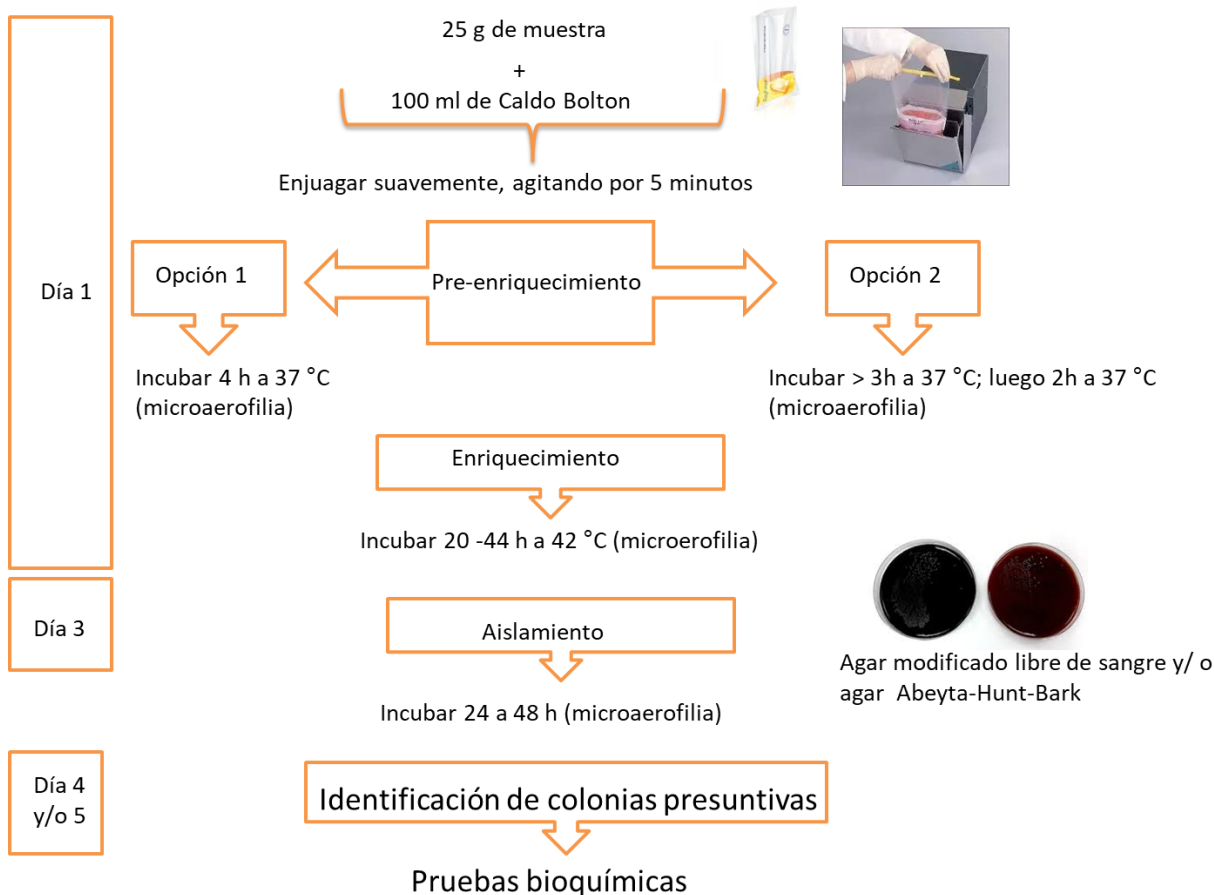 25 g de muestra
+
100 ml de Caldo Bolton
Enjuagar suavemente, agitando por 5 minutos
Día 1
Opción 1
Pre-enriquecimiento
Opción 2
Incubar 4 h a 37 °C
(microaerofilia)
Incubar > 3h a 37 °C; luego 2h a 37 °C
(microaerofilia)
Enriquecimiento
Incubar 20 -44 h a 42 °C (microerofilia)
Día 3
Aislamiento
Agar modificado libre de sangre y/ o
agar Abeyta-Hunt-Bark
Incubar 24 a 48 h (microaerofilia)
Día 4
y/o 5
Identificación de colonias presuntivas
Pruebas bioquímicas